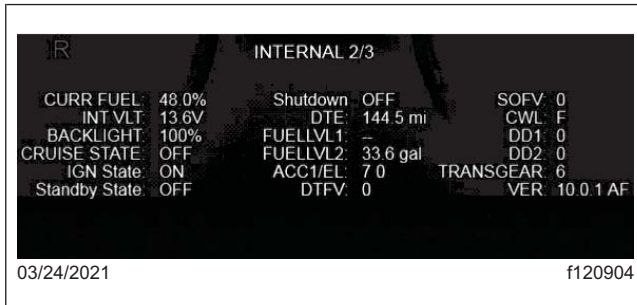 R
INTERNAL 2/3
CURR FUEL: 48.0% Shutdown OFF SOFV: 0
INT VLT: 13.6V DTE: 144.5 mi CWL: F
BACKLIGHT: 100% FUELLVL1: -- DD1: 0
CRUISE STATE: OFF FUELLVL2: 33.6 gal DD2: 0
IGN State: ON ACC1/EL: 7 0 TRANSGEAR: 6
Standby State: OFF DTFV: 0 VER: 10.0.1 AF
03/24/2021 f120904